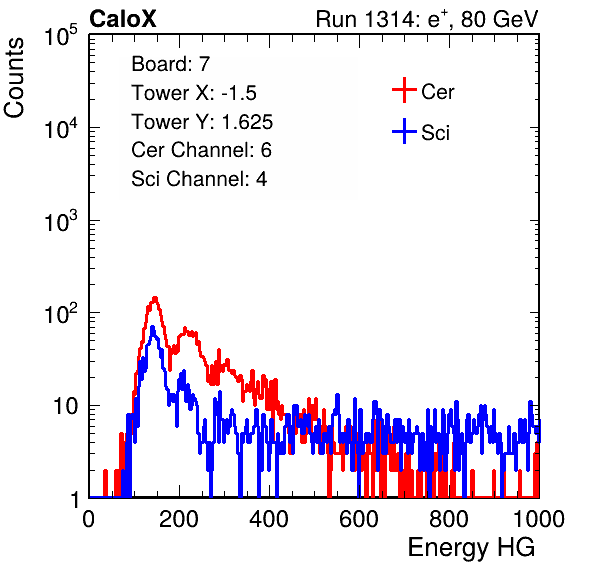 CaloX Run 1314: e⁺, 80 GeV
Counts
Board: 7
Tower X: -1.5
Tower Y: 1.625
Cer Channel: 6
Sci Channel: 4
Cer
Sci
10⁵
10⁴
10³
10²
10
1
0 200 400 600 800 1000
Energy HG